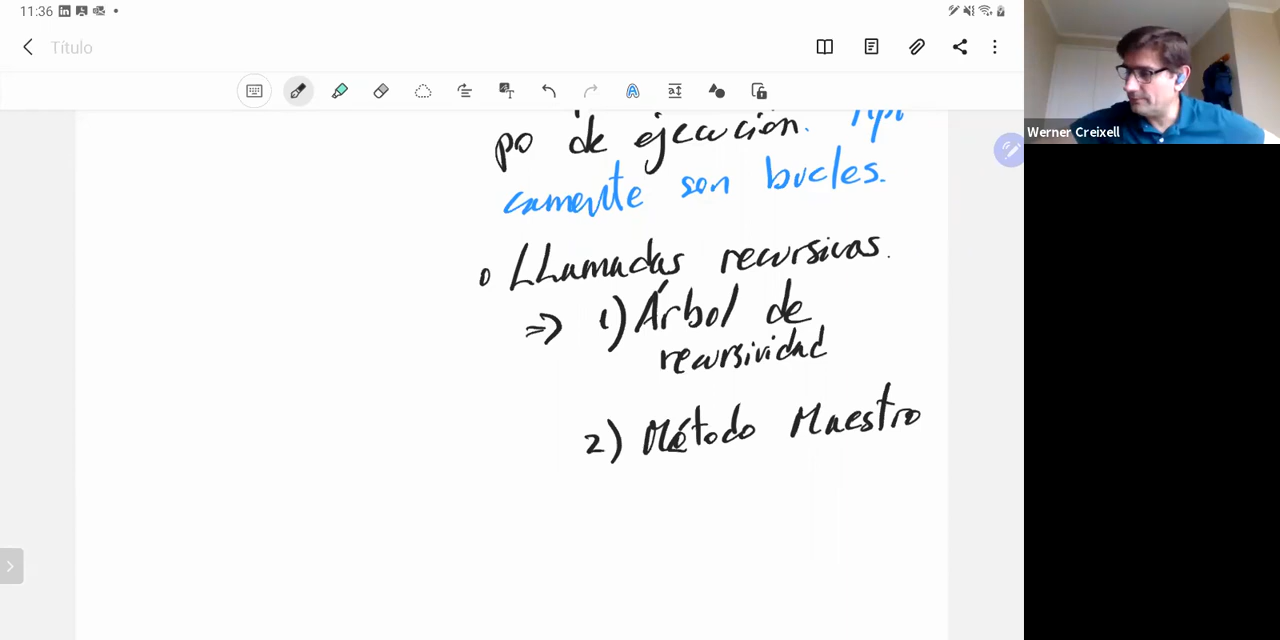 11:36
Título
Werner Creixell
po de ejecución. Típi
camente son bucles.
o LLamadas recursivas.
=> 1) Árbol de
recursividad
2) Método Maestro